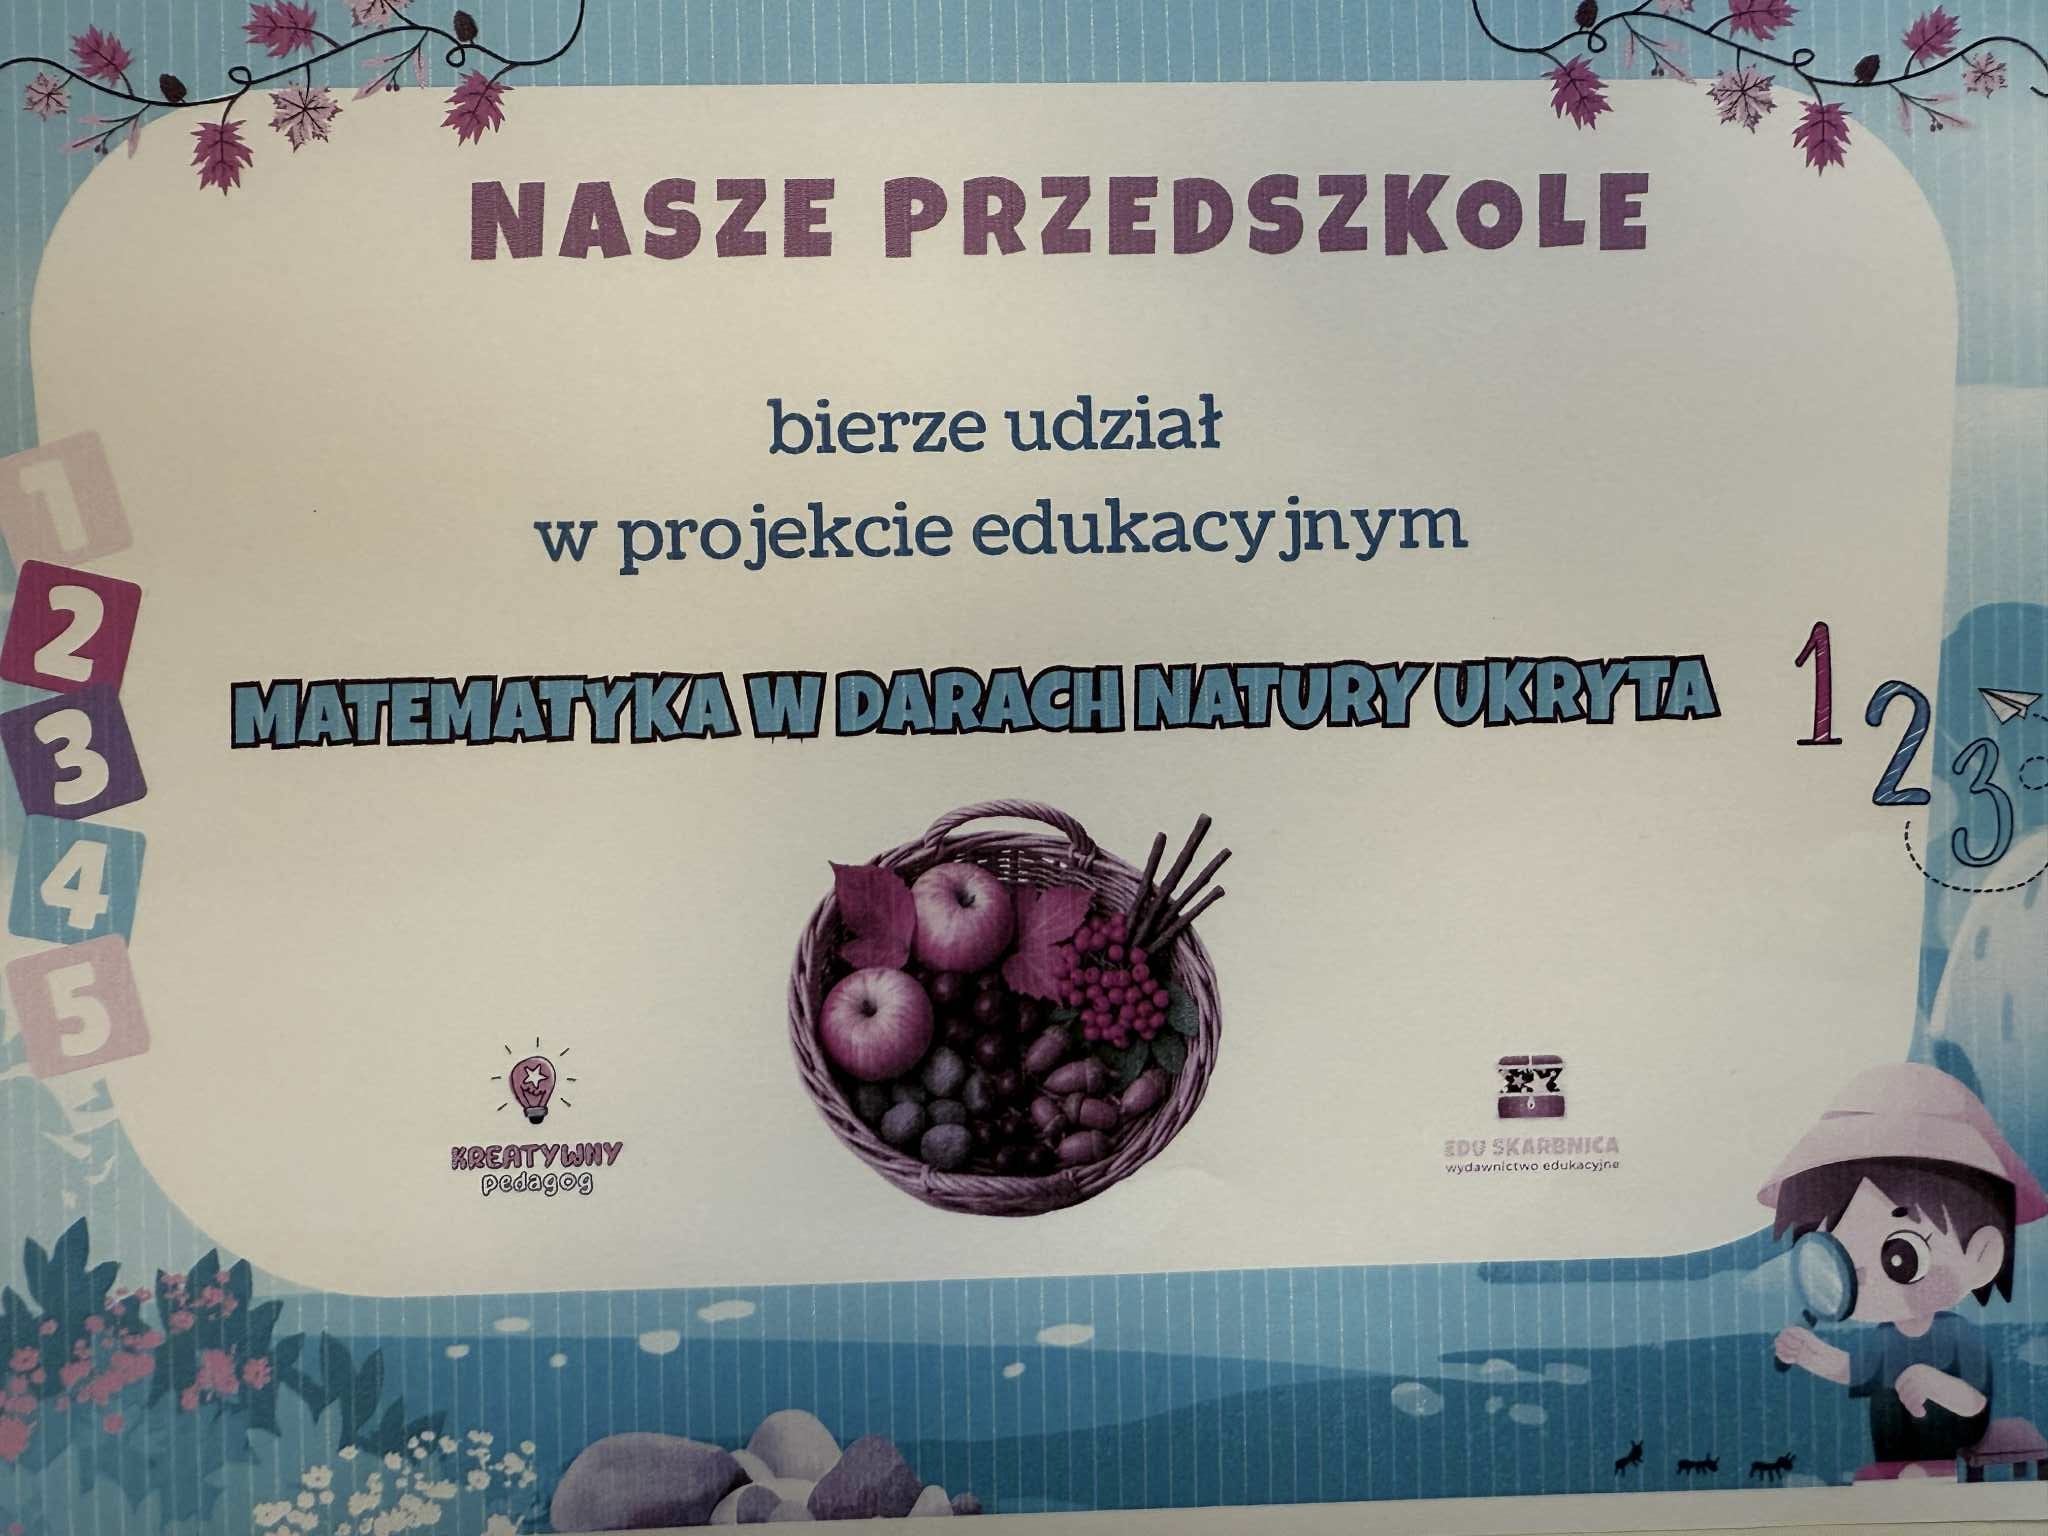 NASZE PRZEDSZKOLE
bierze udział
w projekcie edukacyjnym
MATEMATYKA W DARACH NATURY UKRYTA
1
2
3
4
5
1
2
3
KREATYWNY
pedagog
EDU SKARBNICA
wydawnictwo edukacyjne